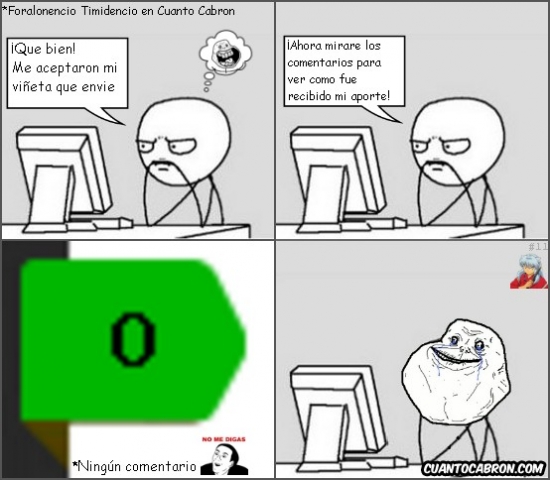 *Foralonencio Timidencio en Cuanto Cabron
¡Que bien!
Me aceptaron mi
viñeta que envie
¡Ahora mirare los
comentarios para
ver como fue
recibido mi aporte!
0
NO ME DIGAS
*Ningún comentario
#11
CUANTOCABRON.COM